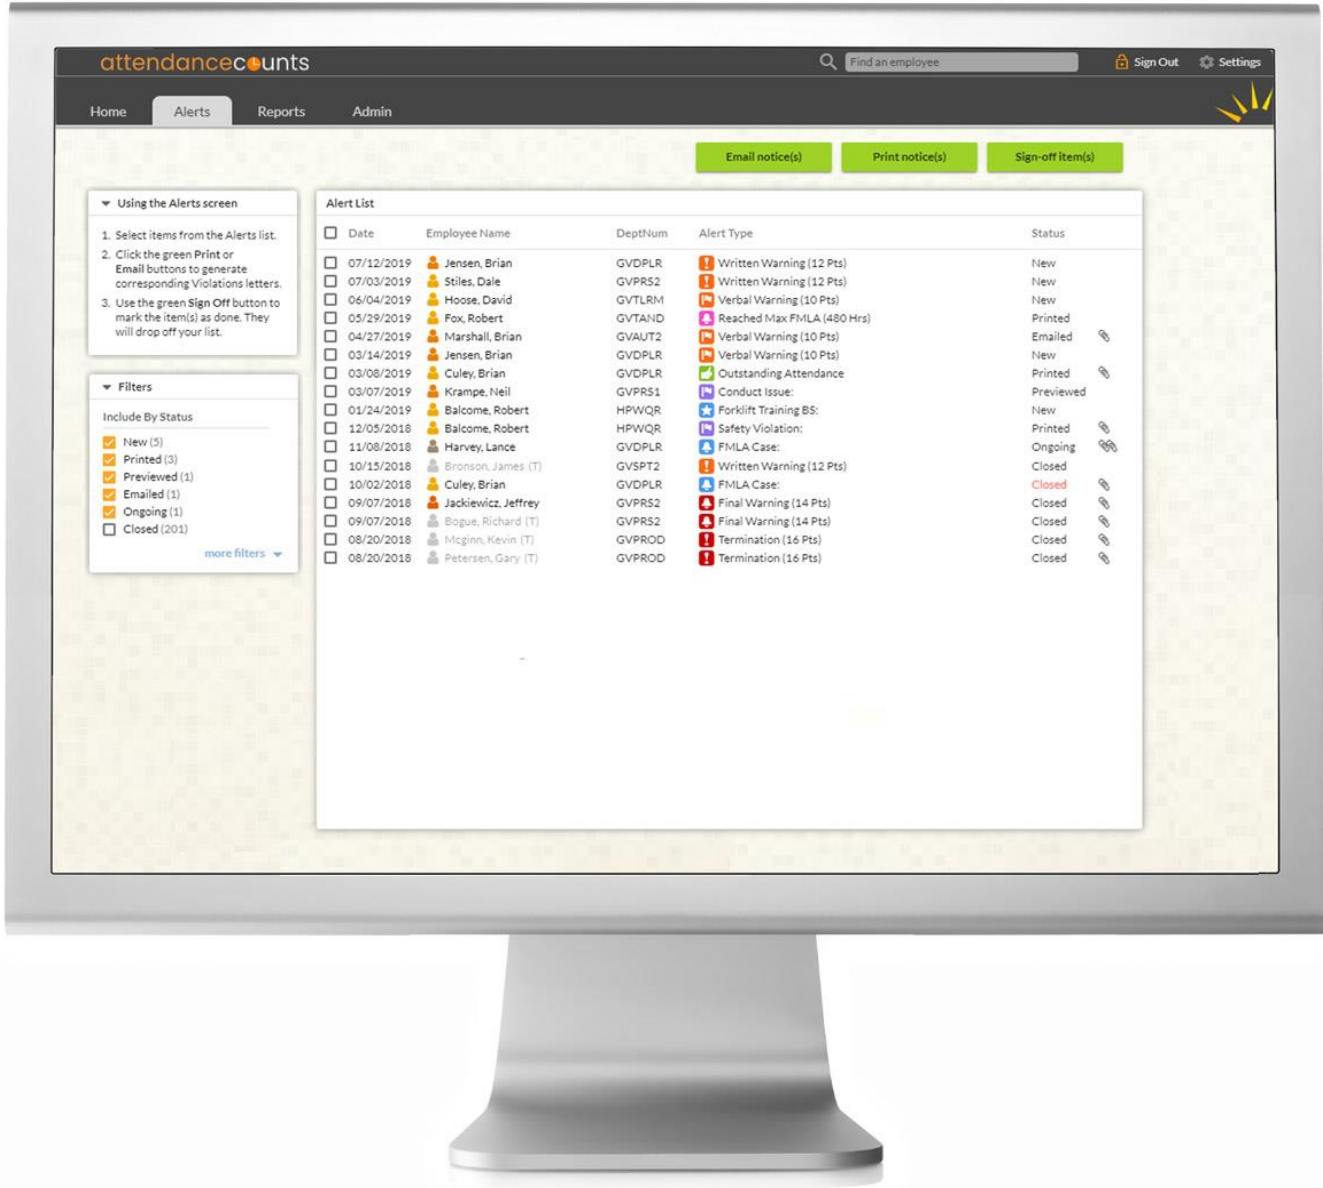 attendancecounts
Find an employee
Sign Out
Settings
Home Alerts Reports Admin
Email notice(s) Print notice(s) Sign-off item(s)
Using the Alerts screen
1. Select items from the Alerts list.
2. Click the green Print or
Email buttons to generate
corresponding Violations letters.
3. Use the green Sign Off button to
mark the item(s) as done. They
will drop off your list.
Filters
Include By Status
New (5)
Printed (3)
Previewed (1)
Emailed (1)
Ongoing (1)
Closed (201)
more filters
Alert List
Date Employee Name DeptNum Alert Type Status
07/12/2019 Jensen, Brian GVDPLR Written Warning (12 Pts) New
07/03/2019 Stiles, Dale GVPRS2 Written Warning (12 Pts) New
06/04/2019 Hoose, David GVTLRM Verbal Warning (10 Pts) New
05/29/2019 Fox, Robert GVTAND Reached Max FMLA (480 Hrs) Printed
04/27/2019 Marshall, Brian GVAUT2 Verbal Warning (10 Pts) Emailed
03/14/2019 Jensen, Brian GVDPLR Verbal Warning (10 Pts) New
03/08/2019 Culey, Brian GVDPLR Outstanding Attendance Printed
03/07/2019 Krampe, Neil GVPRS1 Conduct Issue: Previewed
01/24/2019 Balcome, Robert HPWQR Forklift Training BS: New
12/05/2018 Balcome, Robert HPWQR Safety Violation: Printed
11/08/2018 Harvey, Lance GVDPLR FMLA Case: Ongoing
10/15/2018 Bronson, James (T) GVSPT2 Written Warning (12 Pts) Closed
10/02/2018 Culey, Brian GVDPLR FMLA Case: Closed
09/07/2018 Jackiewicz, Jeffrey GVPRS2 Final Warning (14 Pts) Closed
09/07/2018 Bogue, Richard (T) GVPRS2 Final Warning (14 Pts) Closed
08/20/2018 Mcginn, Kevin (T) GVPROD Termination (16 Pts) Closed
08/20/2018 Petersen, Gary (T) GVPROD Termination (16 Pts) Closed